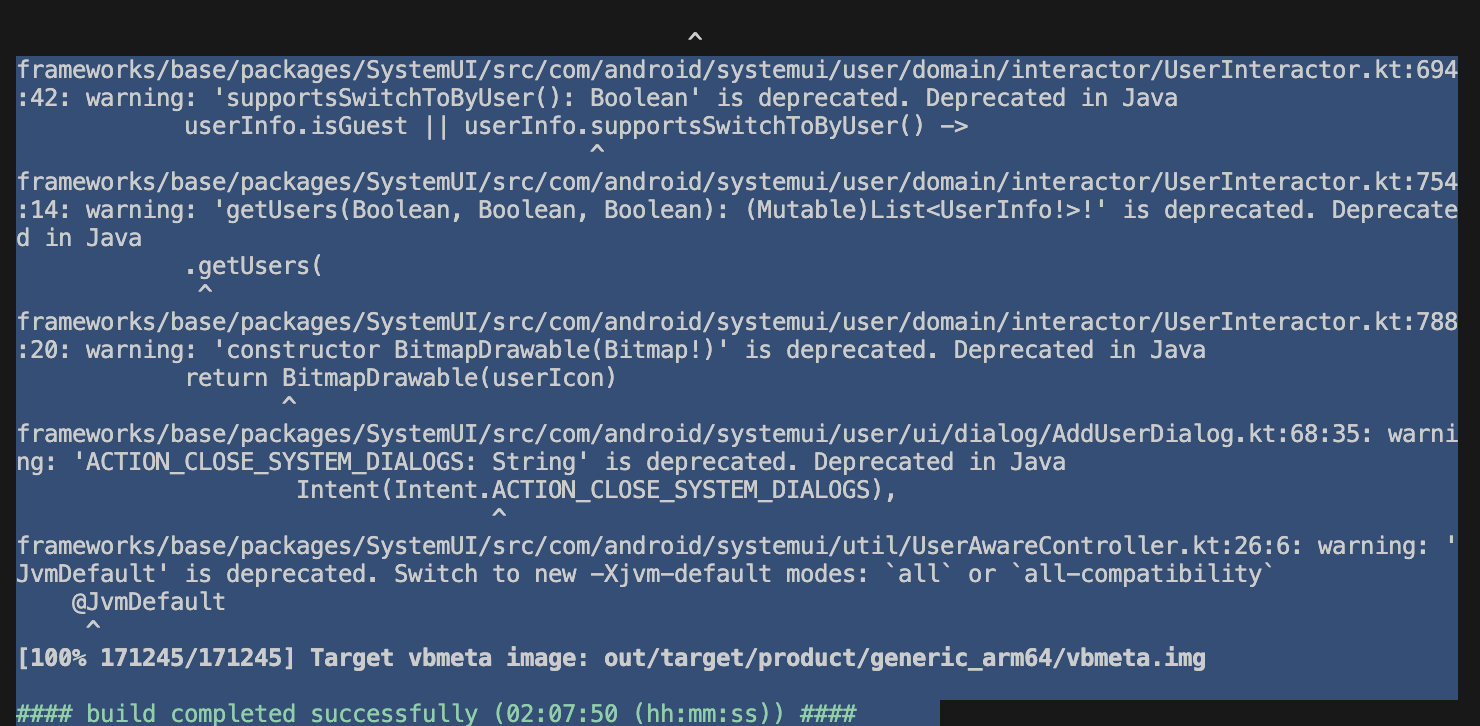 ^
frameworks/base/packages/SystemUI/src/com/android/systemui/user/domain/interactor/UserInteractor.kt:694
:42: warning: 'supportsSwitchToByUser(): Boolean' is deprecated. Deprecated in Java
            userInfo.isGuest || userInfo.supportsSwitchToByUser() ->
                                         ^
frameworks/base/packages/SystemUI/src/com/android/systemui/user/domain/interactor/UserInteractor.kt:754
:14: warning: 'getUsers(Boolean, Boolean, Boolean): (Mutable)List<UserInfo!>!' is deprecated. Deprecate
d in Java
            .getUsers(
             ^
frameworks/base/packages/SystemUI/src/com/android/systemui/user/domain/interactor/UserInteractor.kt:788
:20: warning: 'constructor BitmapDrawable(Bitmap!)' is deprecated. Deprecated in Java
            return BitmapDrawable(userIcon)
                   ^
frameworks/base/packages/SystemUI/src/com/android/systemui/user/ui/dialog/AddUserDialog.kt:68:35: warni
ng: 'ACTION_CLOSE_SYSTEM_DIALOGS: String' is deprecated. Deprecated in Java
                    Intent(Intent.ACTION_CLOSE_SYSTEM_DIALOGS),
                                  ^
frameworks/base/packages/SystemUI/src/com/android/systemui/util/UserAwareController.kt:26:6: warning: '
JvmDefault' is deprecated. Switch to new -Xjvm-default modes: `all` or `all-compatibility`
    @JvmDefault
     ^
[100% 171245/171245] Target vbmeta image: out/target/product/generic_arm64/vbmeta.img
#### build completed successfully (02:07:50 (hh:mm:ss)) ####